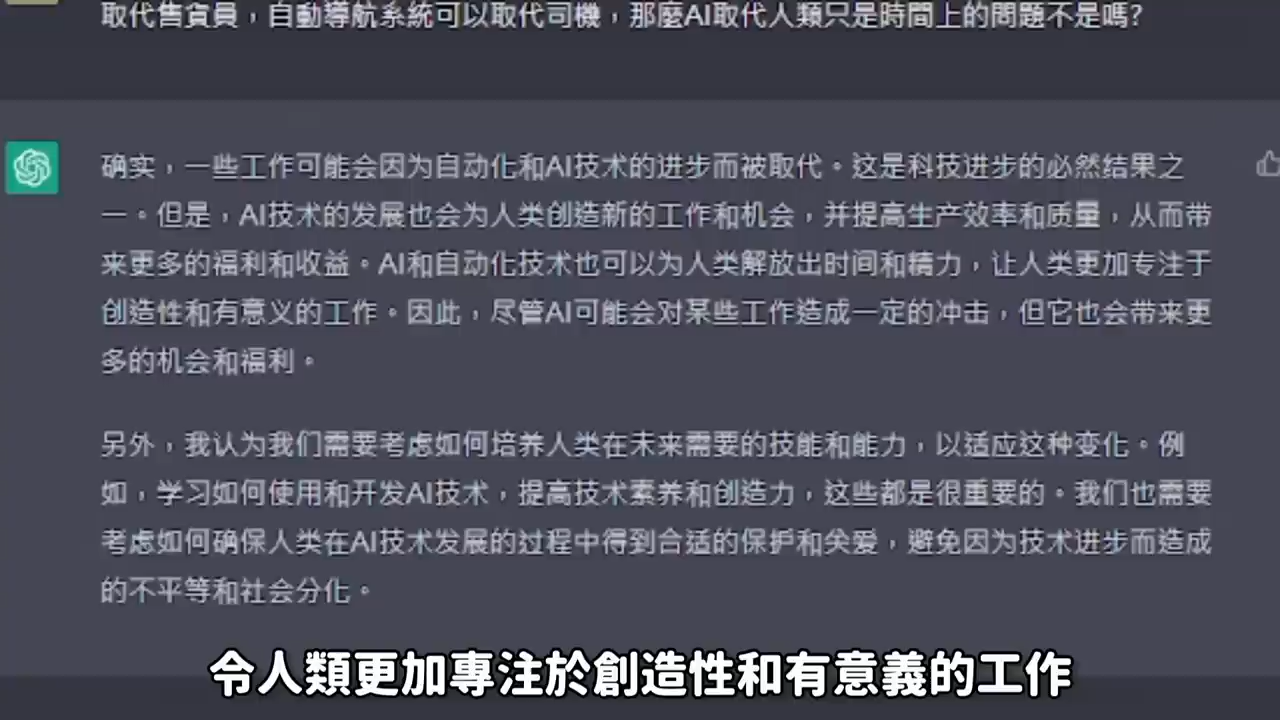 取代售貨員，自動導航系統可以取代司機，那麼AI取代人類只是時間上的問題不是嗎?
确实，一些工作可能会因为自动化和AI技术的进步而被取代。这是科技进步的必然结果之
一。但是，AI技术的发展也会为人类创造新的工作和机会，并提高生产效率和质量，从而带
来更多的福利和收益。AI和自动化技术也可以为人类解放出时间和精力，让人类更加专注于
创造性和有意义的工作。因此，尽管AI可能会对某些工作造成一定的冲击，但它也会带来更
多的机会和福利。
另外，我认为我们需要考虑如何培养人类在未来需要的技能和能力，以适应这种变化。例
如，学习如何使用和开发AI技术，提高技术素养和创造力，这些都是很重要的。我们也需要
考虑如何确保人类在AI技术发展的过程中得到合适的保护和关爱，避免因为技术进步而造成
的不平等和社会分化。
令人類更加專注於創造性和有意義的工作